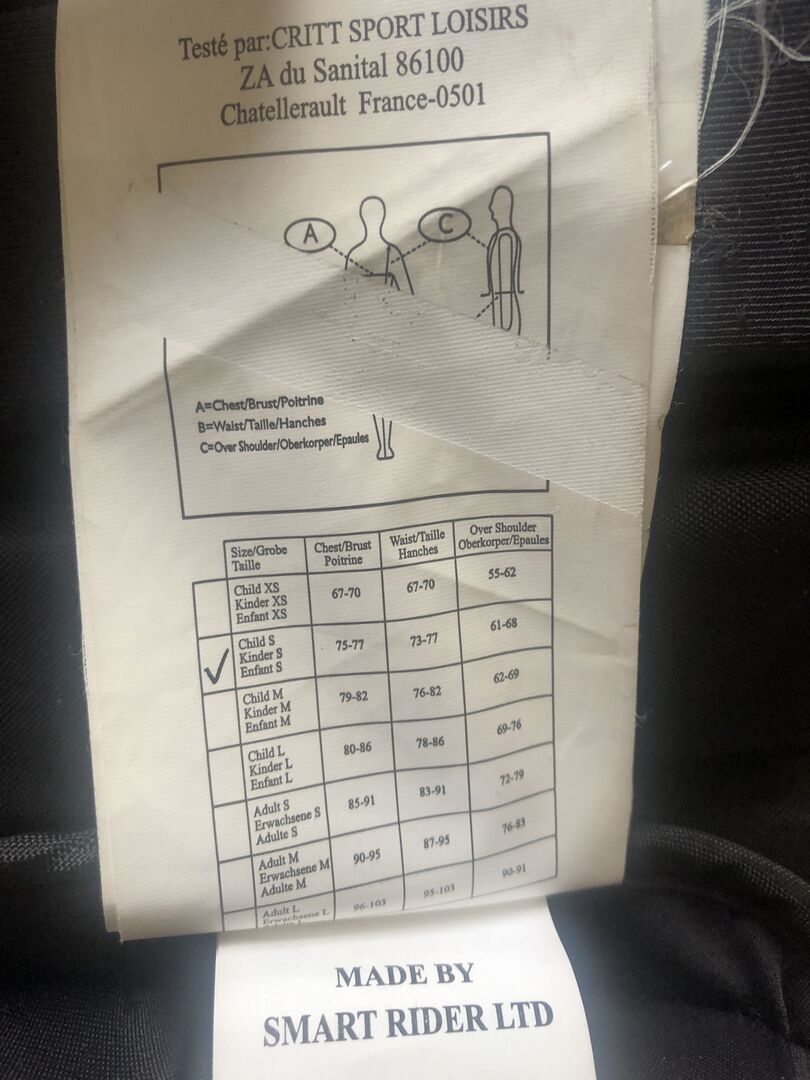 Testé par:CRITT SPORT LOISIRS
ZA du Sanital 86100
Chatellerault France-0501
A
C
A=Chest/Brust/Poitrine
B=Waist/Taille/Hanches
C=Over Shoulder/Oberkorper/Epaules
Size/Grobe Taille Chest/Brust Poitrine Waist/Taille Hanches Over Shoulder Oberkorper/Epaules
Child XS Kinder XS Enfant XS 67-70 67-70 55-62
✓ Child S Kinder S Enfant S 75-77 73-77 61-68
Child M Kinder M Enfant M 79-82 76-82 62-69
Child L Kinder L Enfant L 80-86 78-86 69-76
Adult S Erwachsene S Adulte S 85-91 83-91 72-79
Adult M Erwachsene M Adulte M 90-95 87-95 76-83
Adult L Erwachsene L 96-103 95-103 90-91
MADE BY
SMART RIDER LTD